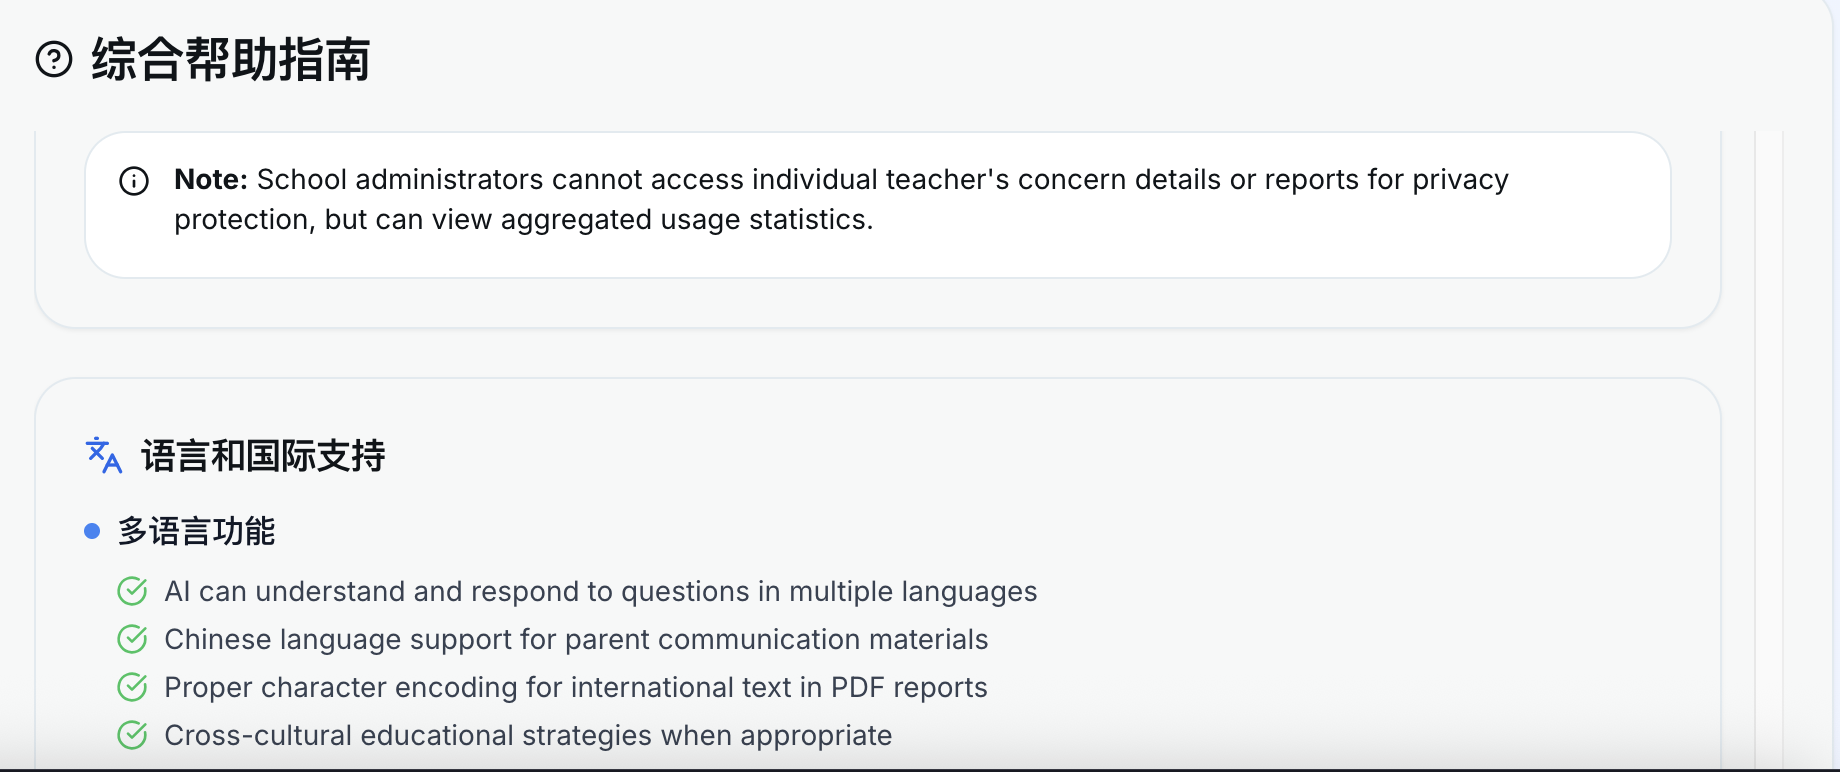 综合帮助指南
Note: School administrators cannot access individual teacher's concern details or reports for privacy
protection, but can view aggregated usage statistics.
语言和国际支持
多语言功能
AI can understand and respond to questions in multiple languages
Chinese language support for parent communication materials
Proper character encoding for international text in PDF reports
Cross-cultural educational strategies when appropriate